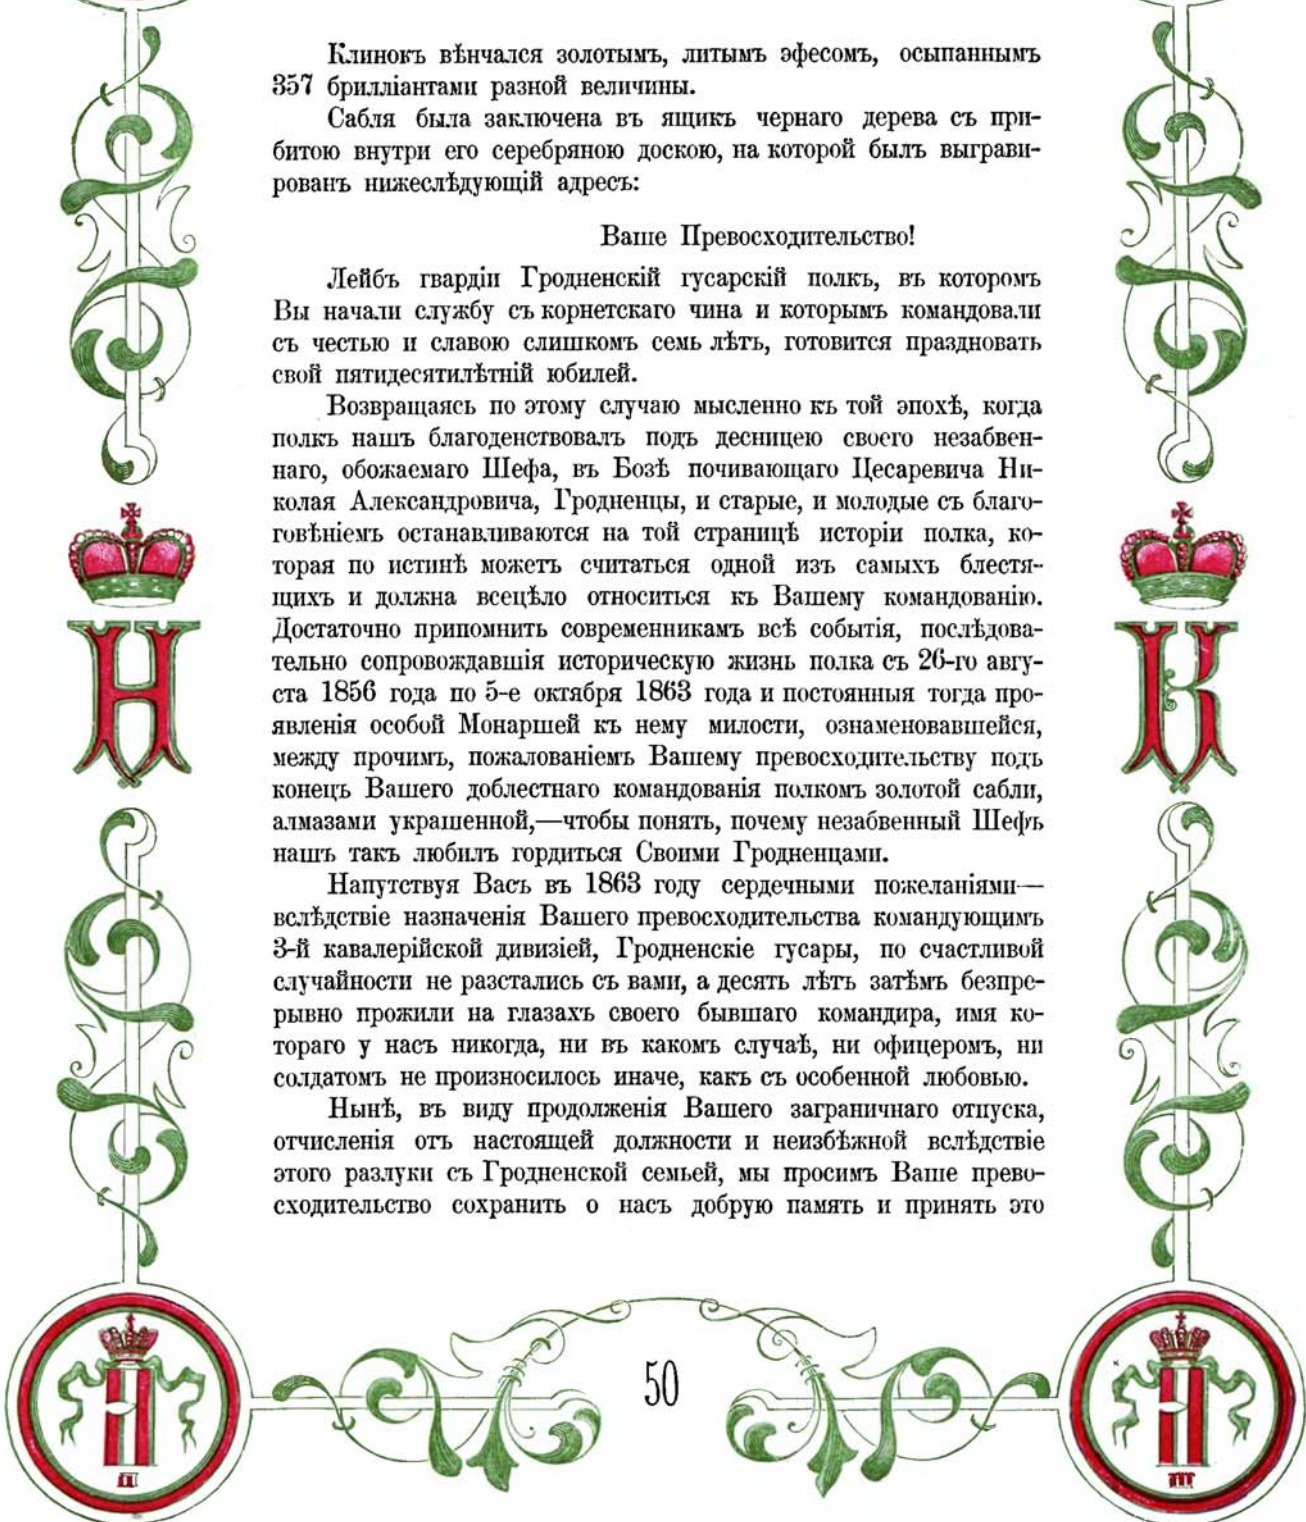 Клинокъ вѣнчался золотымъ, литымъ эфесомъ, осыпаннымъ
357 брилліантами разной величины.
Сабля была заключена въ ящикъ чернаго дерева съ при-
битою внутри его серебряною доскою, на которой былъ выграви-
рованъ нижеслѣдующій адресъ:
Ваше Превосходительство!
Лейбъ гвардіи Гродненскій гусарскій полкъ, въ которомъ
Вы начали службу съ корнетскаго чина и которымъ командовали
съ честью и славою слишкомъ семь лѣтъ, готовится праздновать
свой пятидесятилѣтній юбилей.
Возвращаясь по этому случаю мысленно къ той эпохѣ, когда
полкъ нашъ благоденствовалъ подъ десницею своего незабвен-
наго, обожаемаго Шефа, въ Бозѣ почивающаго Цесаревича Ни-
колая Александровича, Гродненцы, и старые, и молодые съ благо-
говѣніемъ останавливаются на той страницѣ исторіи полка, ко-
торая по истинѣ можетъ считаться одной изъ самыхъ блестя-
щихъ и должна всецѣло относиться къ Вашему командованію.
Достаточно припомнить современникамъ всѣ событія, послѣдова-
тельно сопровождавшія историческую жизнь полка съ 26-го авгу-
ста 1856 года по 5-е октября 1863 года и постоянныя тогда про-
явленія особой Монаршей къ нему милости, ознаменовавшейся,
между прочимъ, пожалованіемъ Вашему превосходительству подъ
конецъ Вашего доблестнаго командованія полкомъ золотой сабли,
алмазами украшенной,—чтобы понять, почему незабвенный Шефъ
нашъ такъ любилъ гордиться Своими Гродненцами.
Напутствуя Васъ въ 1863 году сердечными пожеланіями—
вслѣдствіе назначенія Вашего превосходительства командующимъ
3-й кавалерійской дивизіей, Гродненскіе гусары, по счастливой
случайности не разстались съ вами, а десять лѣтъ затѣмъ безпре-
рывно прожили на глазахъ своего бывшаго командира, имя ко-
тораго у насъ никогда, ни въ какомъ случаѣ, ни офицеромъ, ни
солдатомъ не произносилось иначе, какъ съ особенной любовью.
Нынѣ, въ виду продолженія Вашего заграничнаго отпуска,
отчисленія отъ настоящей должности и неизбѣжной вслѣдствіе
этого разлуки съ Гродненской семьей, мы просимъ Ваше прево-
сходительство сохранить о насъ добрую память и принять это
Н
К
II
50
III